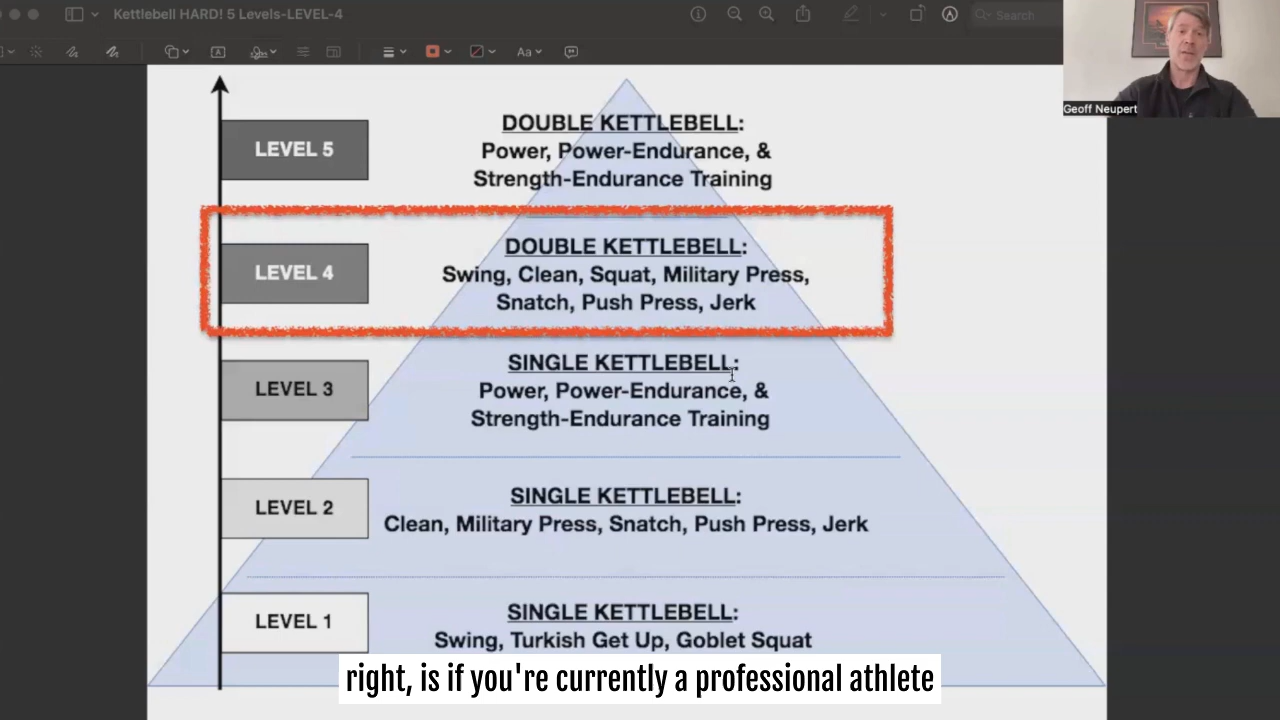 Kettlebell HARD! 5 Levels-LEVEL-4
Search
Aa
Geoff Neupert
LEVEL 5
DOUBLE KETTLEBELL:
Power, Power-Endurance, &
Strength-Endurance Training
LEVEL 4
DOUBLE KETTLEBELL:
Swing, Clean, Squat, Military Press,
Snatch, Push Press, Jerk
LEVEL 3
SINGLE KETTLEBELL:
Power, Power-Endurance, &
Strength-Endurance Training
LEVEL 2
SINGLE KETTLEBELL:
Clean, Military Press, Snatch, Push Press, Jerk
LEVEL 1
SINGLE KETTLEBELL:
Swing, Turkish Get Up, Goblet Squat
right, is if you're currently a professional athlete